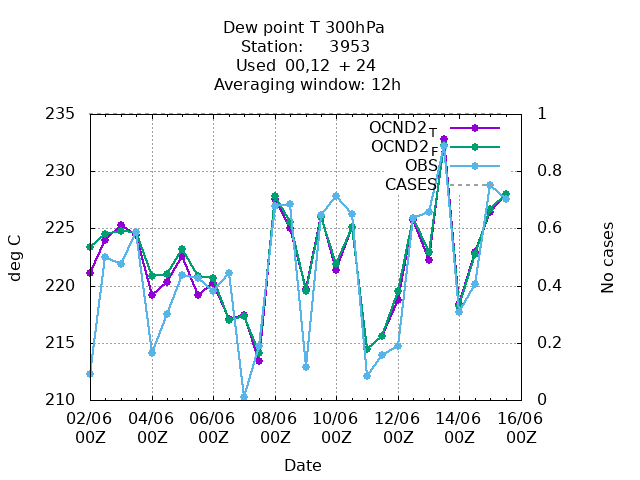 Dew point T 300hPa
Station: 3953
Used 00,12 + 24
Averaging window: 12h
235 1
OCND2T
OCND2F
OBS
CASES
230 0.8
225 0.6
220 0.4
215 0.2
210 0
deg C
No cases
02/06 04/06 06/06 08/06 10/06 12/06 14/06 16/06
00Z 00Z 00Z 00Z 00Z 00Z 00Z 00Z
Date